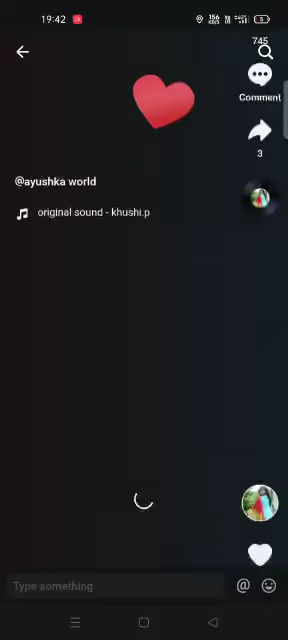 19:42
745
Comment
3
@ayushka world
original sound - khushi.p
Type something
@